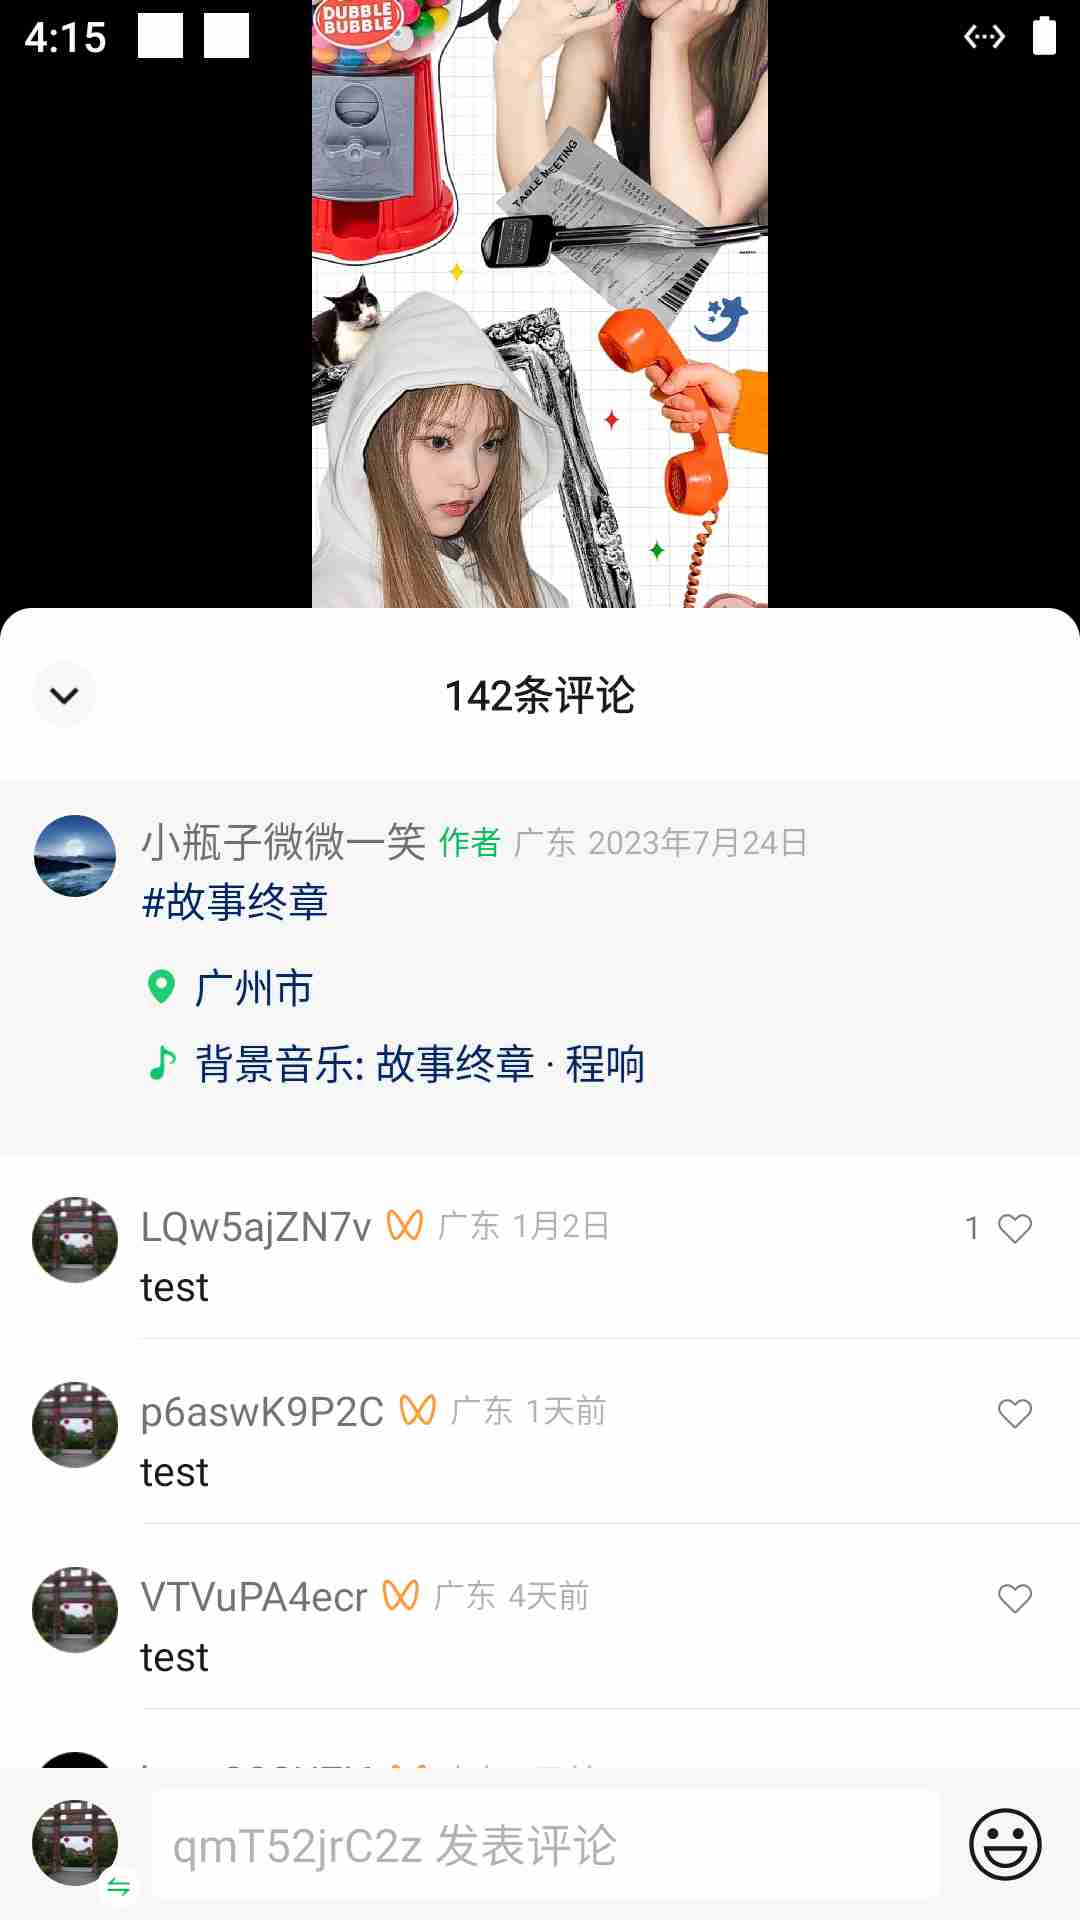 4:15
DUBBLE
BUBBLE
TABLE MEETING
142条评论
小瓶子微微一笑 作者 广东 2023年7月24日
#故事终章
广州市
背景音乐: 故事终章 · 程响
LQw5ajZN7v 广东 1月2日 1
test
p6aswK9P2C 广东 1天前
test
VTVuPA4ecr 广东 4天前
test
qmT52jrC2z 发表评论